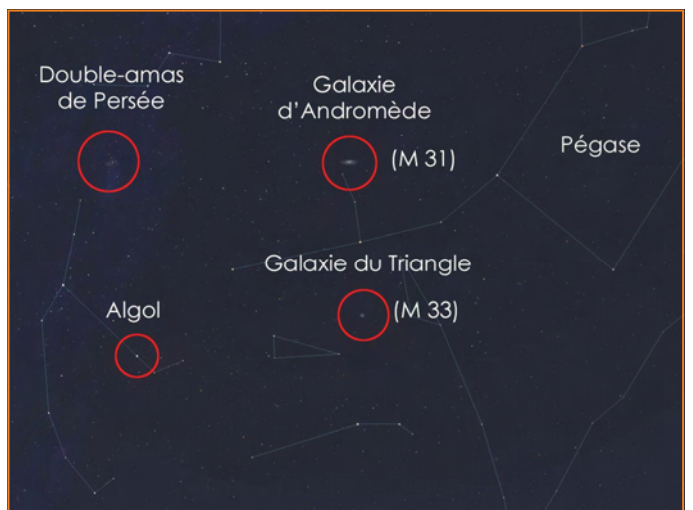 Double-amas
de Persée
Galaxie
d'Andromède
(M 31)
Pégase
Galaxie du Triangle
(M 33)
Algol